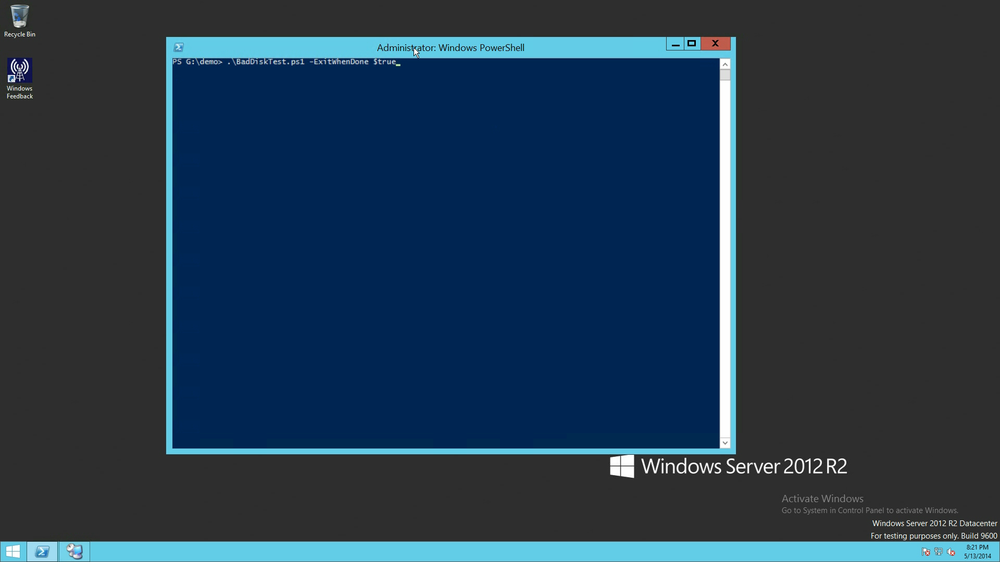 Recycle Bin
Windows
Feedback
Administrator: Windows PowerShell
X
PS G:\demo> .\BadDiskTest.ps1 -ExitWhenDone $true_
Windows Server 2012 R2
Activate Windows
Go to System in Control Panel to activate Windows.
Windows Server 2012 R2 Datacenter
For testing purposes only. Build 9600
8:21 PM
5/13/2014